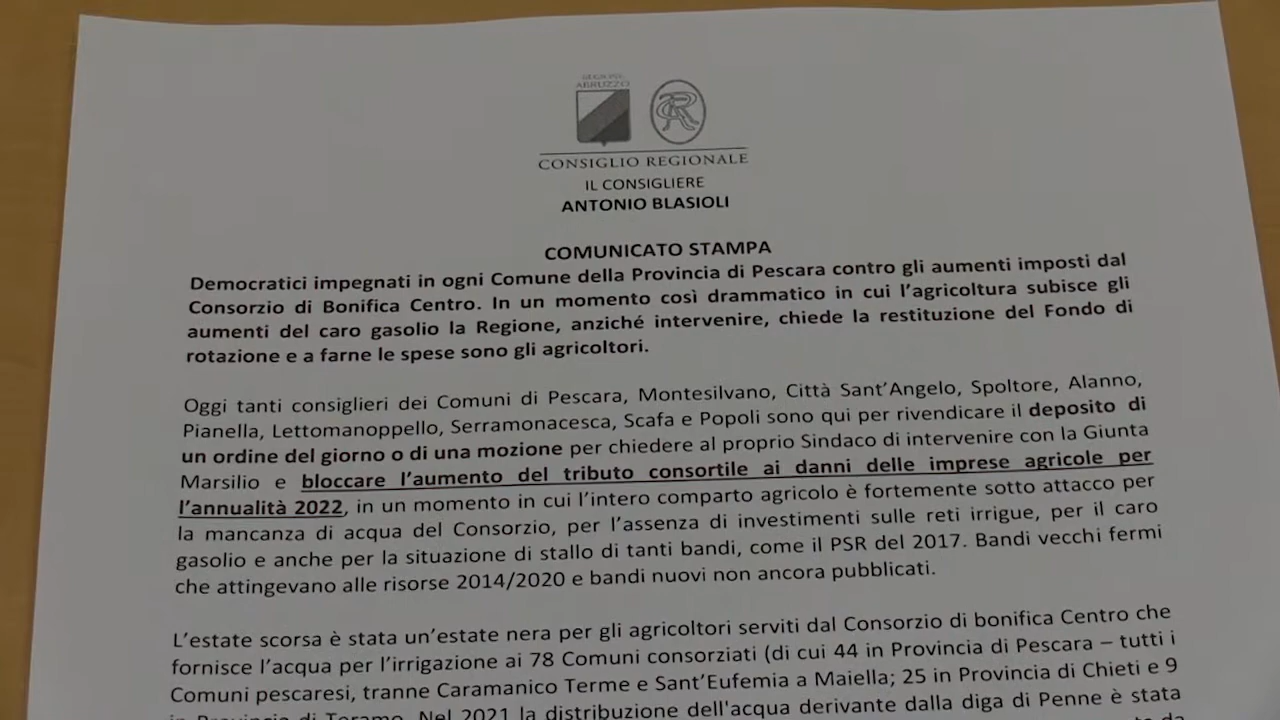 REGIONE
ABRUZZO
CONSIGLIO REGIONALE
IL CONSIGLIERE
ANTONIO BLASIOLI
COMUNICATO STAMPA
Democratici impegnati in ogni Comune della Provincia di Pescara contro gli aumenti imposti dal
Consorzio di Bonifica Centro. In un momento così drammatico in cui l'agricoltura subisce gli
aumenti del caro gasolio la Regione, anziché intervenire, chiede la restituzione del Fondo di
rotazione e a farne le spese sono gli agricoltori.
Oggi tanti consiglieri dei Comuni di Pescara, Montesilvano, Città Sant'Angelo, Spoltore, Alanno,
Pianella, Lettomanoppello, Serramonacesca, Scafa e Popoli sono qui per rivendicare il deposito di
un ordine del giorno o di una mozione per chiedere al proprio Sindaco di intervenire con la Giunta
Marsilio e bloccare l'aumento del tributo consortile ai danni delle imprese agricole per
l'annualità 2022, in un momento in cui l'intero comparto agricolo è fortemente sotto attacco per
la mancanza di acqua del Consorzio, per l'assenza di investimenti sulle reti irrigue, per il caro
gasolio e anche per la situazione di stallo di tanti bandi, come il PSR del 2017. Bandi vecchi fermi
che attingevano alle risorse 2014/2020 e bandi nuovi non ancora pubblicati.
L'estate scorsa è stata un'estate nera per gli agricoltori serviti dal Consorzio di bonifica Centro che
fornisce l'acqua per l'irrigazione ai 78 Comuni consorziati (di cui 44 in Provincia di Pescara – tutti i
Comuni pescaresi, tranne Caramanico Terme e Sant'Eufemia a Maiella; 25 in Provincia di Chieti e 9
in Provincia di Teramo. Nel 2021 la distribuzione dell'acqua derivante dalla diga di Penne è stata